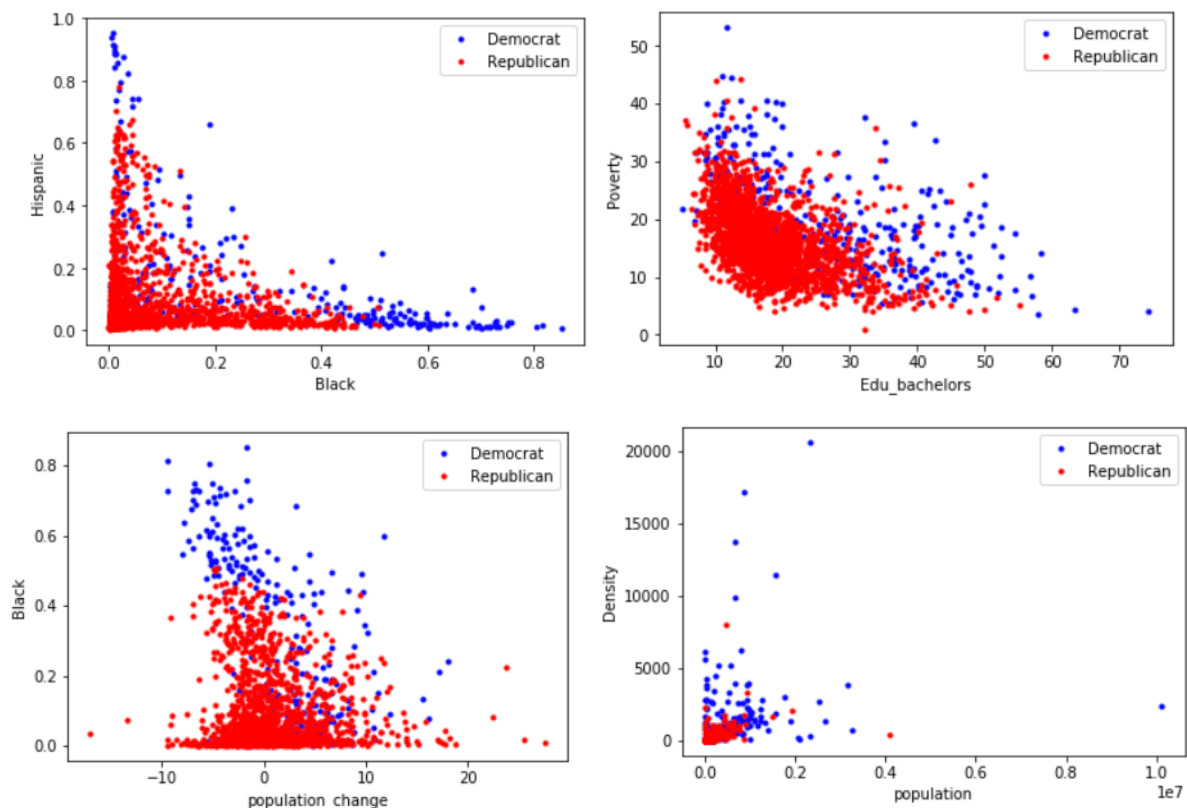 1.0
0.8
0.6
0.4
0.2
0.0
Hispanic
0.0 0.2 0.4 0.6 0.8
Black
Democrat
Republican
50
40
30
20
10
0
Poverty
10 20 30 40 50 60 70
Edu_bachelors
Democrat
Republican
0.8
0.6
0.4
0.2
0.0
Black
−10 0 10 20
population_change
Democrat
Republican
20000
15000
10000
5000
0
Density
0.0 0.2 0.4 0.6 0.8 1.0
1e7
population
Democrat
Republican